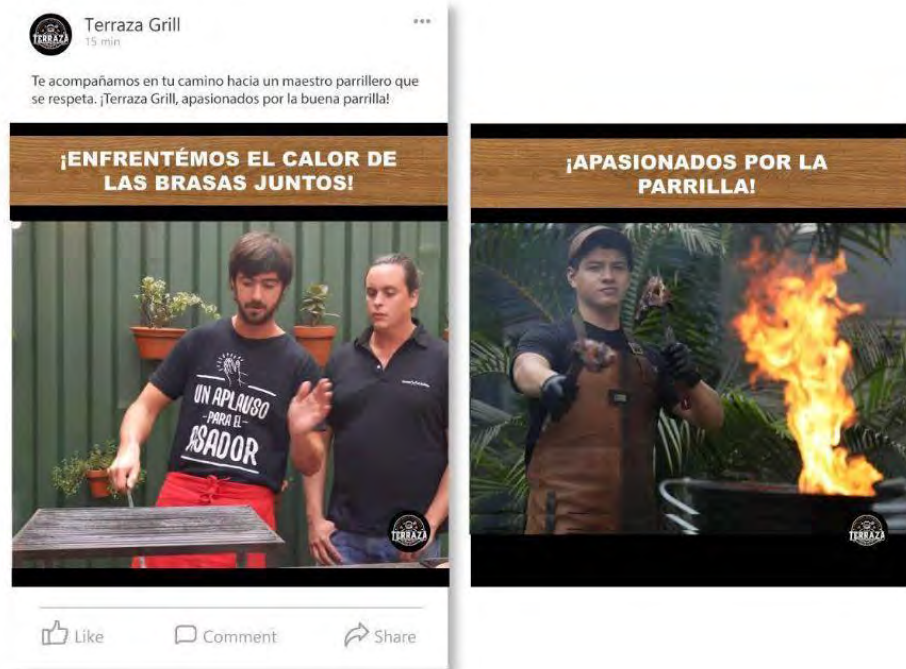 Terraza Grill
15 min
Te acompañamos en tu camino hacia un maestro parrillero que
se respeta. ¡Terraza Grill, apasionados por la buena parrilla!
¡ENFRENTÉMOS EL CALOR DE
LAS BRASAS JUNTOS!
UN APLAUSO
-PARA EL-
ASADOR
TERRAZA
Like
Comment
Share
¡APASIONADOS POR LA
PARRILLA!
TERRAZA